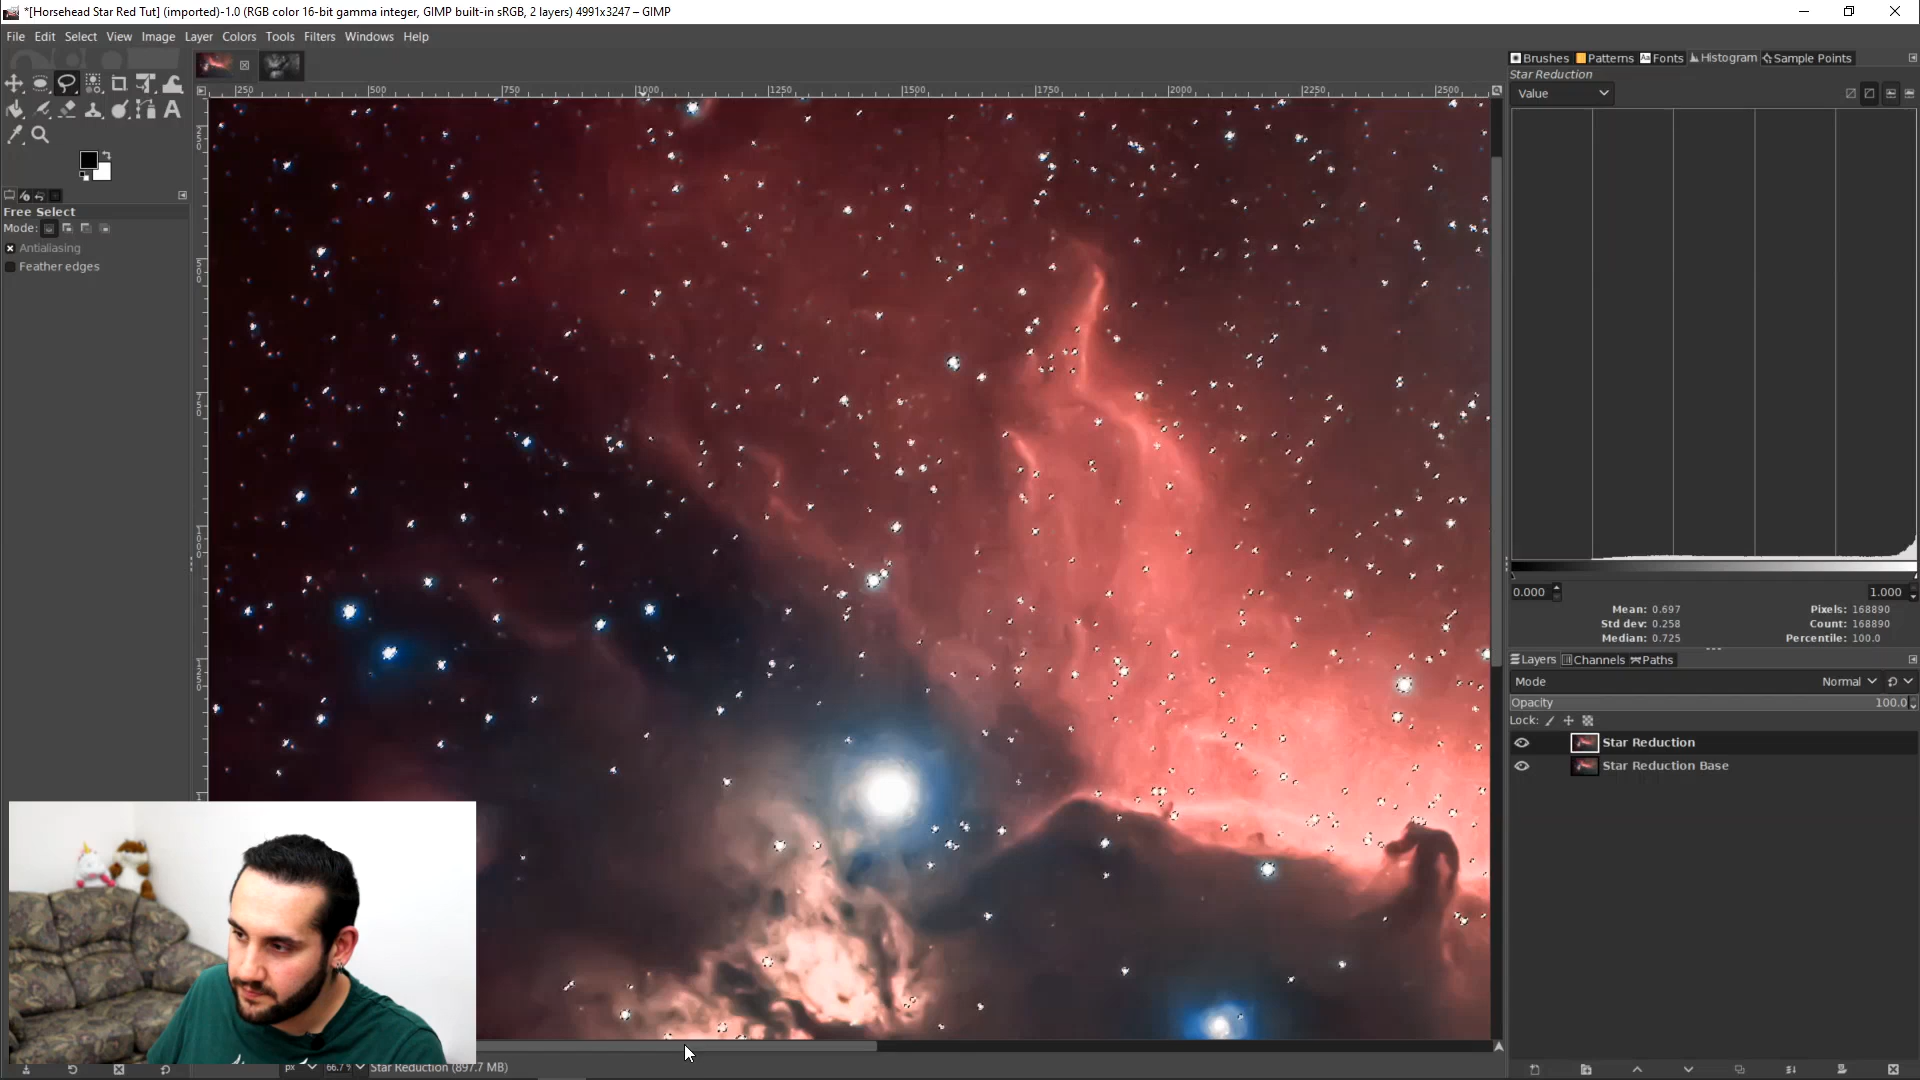 *[Horsehead Star Red Tut] (imported)-1.0 (RGB color 16-bit gamma integer, GIMP built-in sRGB, 2 layers) 4991x3247 – GIMP
File Edit Select View Image Layer Colors Tools Filters Windows Help
Brushes Patterns Fonts Histogram Sample Points
Star Reduction
Value
250 500 750 1000 1250 1500 1750 2000 2250 2500
Free Select
Mode:
Antialiasing
Feather edges
0.000 1.000
Mean: 0.697 Pixels: 168890
Std dev: 0.258 Count: 168890
Median: 0.725 Percentile: 100.0
Layers Channels Paths
Mode Normal
Opacity 100.0
Lock:
Star Reduction
Star Reduction Base
px 66.7 Star Reduction (897.7 MB)